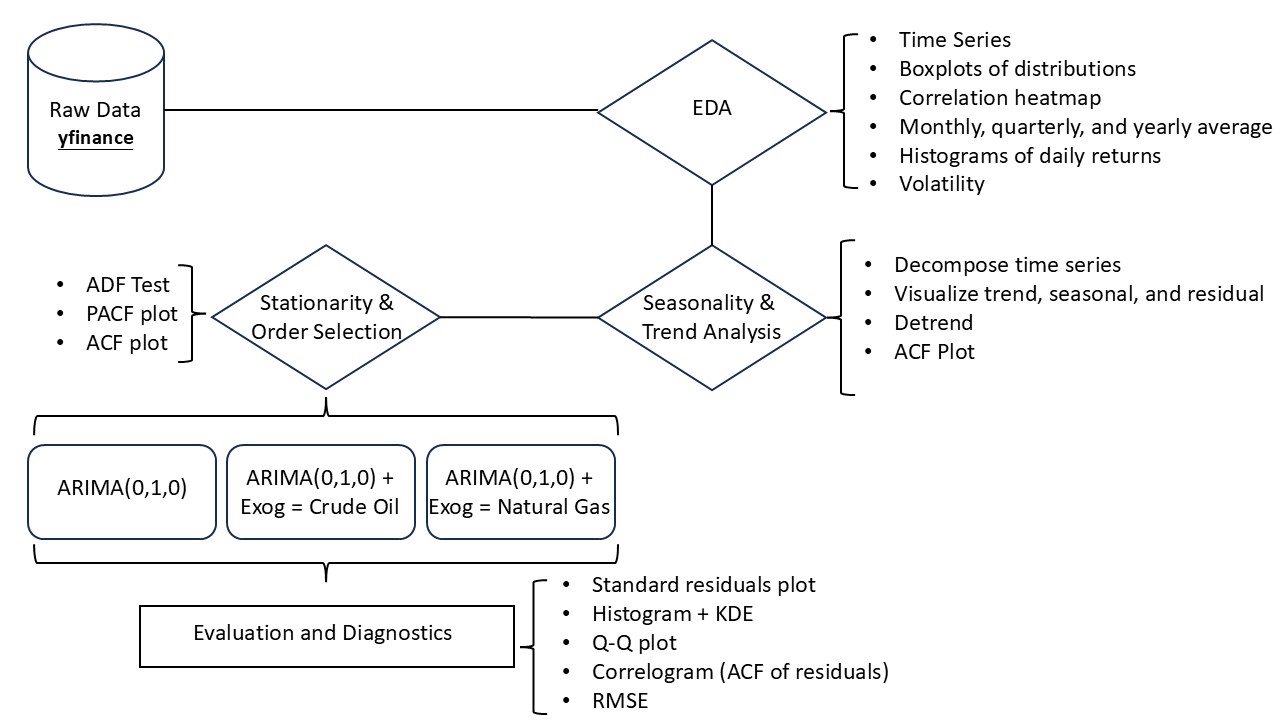 Raw Data
yfinance
EDA
• Time Series
• Boxplots of distributions
• Correlation heatmap
• Monthly, quarterly, and yearly average
• Histograms of daily returns
• Volatility
• ADF Test
• PACF plot
• ACF plot
Stationarity &
Order Selection
Seasonality &
Trend Analysis
• Decompose time series
• Visualize trend, seasonal, and residual
• Detrend
• ACF Plot
ARIMA(0,1,0)
ARIMA(0,1,0) +
Exog = Crude Oil
ARIMA(0,1,0) +
Exog = Natural Gas
Evaluation and Diagnostics
• Standard residuals plot
• Histogram + KDE
• Q-Q plot
• Correlogram (ACF of residuals)
• RMSE